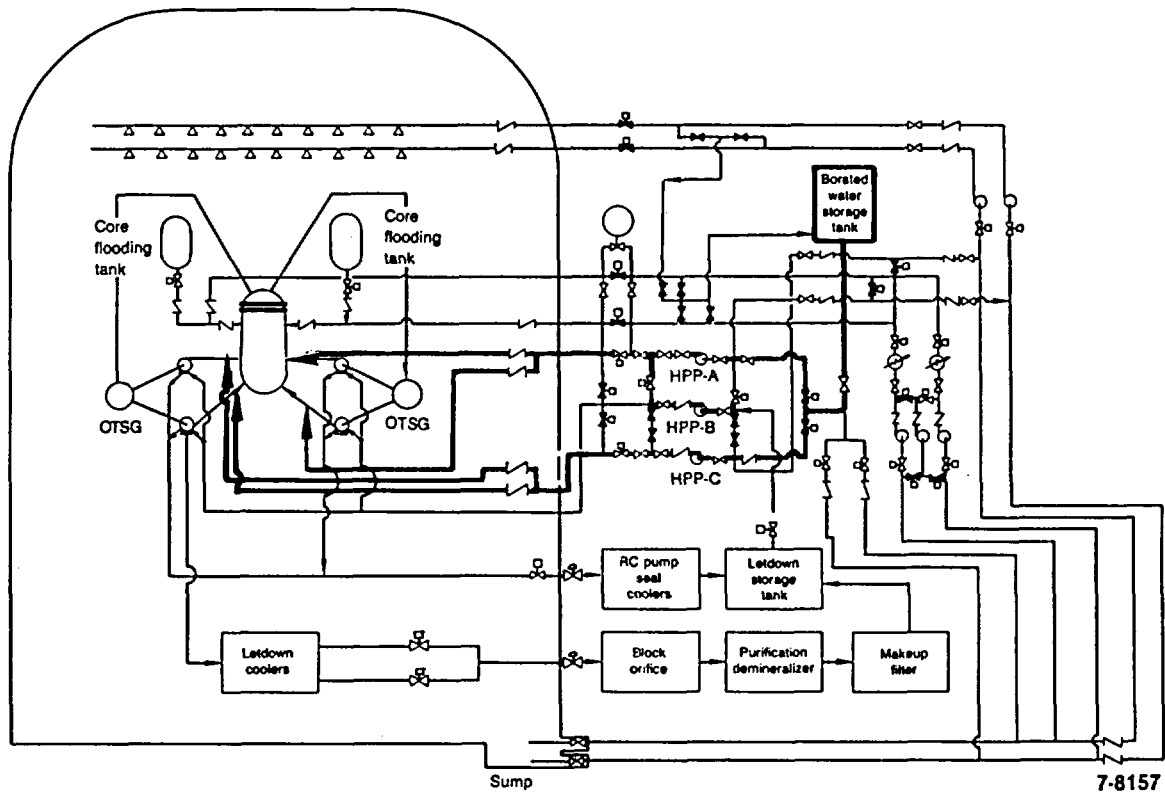 Borated
water
storage
tank
Core
flooding
tank
Core
flooding
tank
HPP-A
OTSG
OTSG
HPP-B
HPP-C
RC pump
seal
coolers
Letdown
storage
tank
Letdown
coolers
Block
orifice
Purification
demineralizer
Makeup
filter
Sump
7-8157